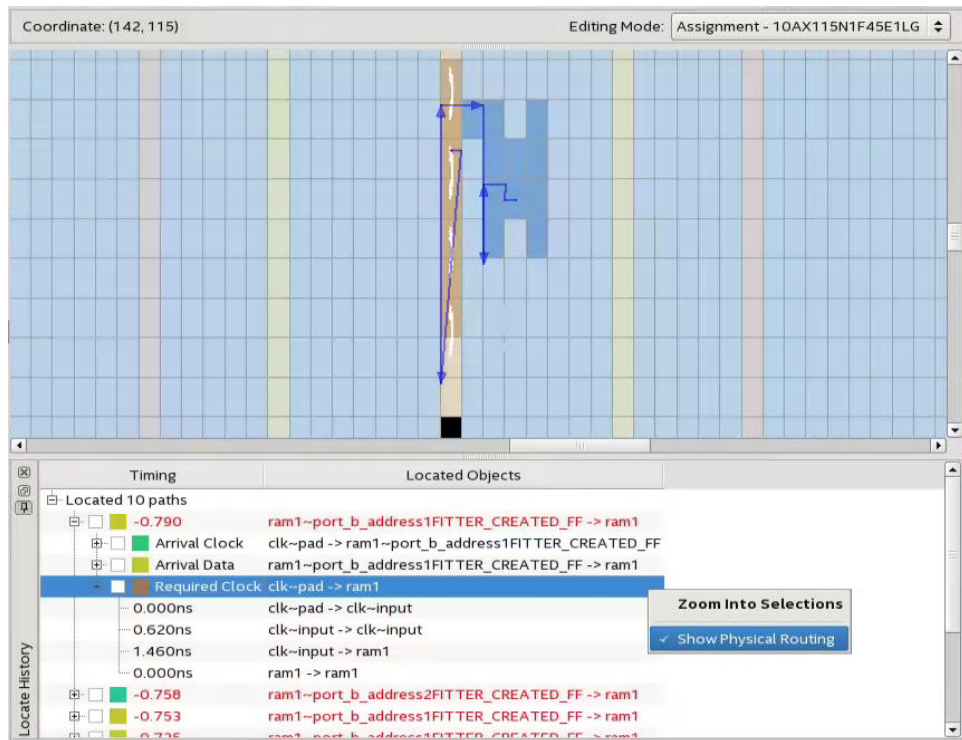 Coordinate: (142, 115) Editing Mode: Assignment - 10AX115N1F45E1LG
Timing Located Objects
Located 10 paths
-0.790 ram1~port_b_address1FITTER_CREATED_FF -> ram1
Arrival Clock clk~pad -> ram1~port_b_address1FITTER_CREATED_FF
Arrival Data ram1~port_b_address1FITTER_CREATED_FF -> ram1
Required Clock clk~pad -> ram1
0.000ns clk~pad -> clk~input
Zoom Into Selections
0.620ns clk~input -> clk~input
1.460ns clk~input -> ram1
✓ Show Physical Routing
0.000ns ram1 -> ram1
-0.758 ram1~port_b_address2FITTER_CREATED_FF -> ram1
-0.753 ram1~port_b_address1FITTER_CREATED_FF -> ram1
Locate History